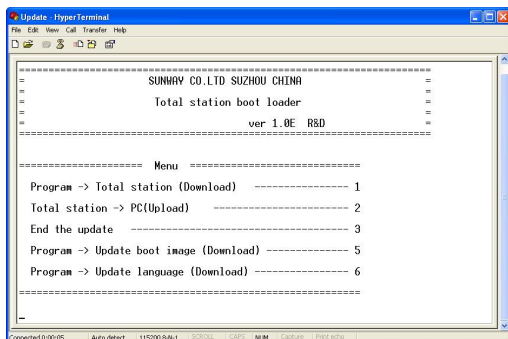 Update - HyperTerminal
File Edit View Call Transfer Help
===================================================================
= SUNWAY CO.LTD SUZHOU CHINA =
= =
= Total station boot loader =
= =
= ver 1.0E R&D =
===================================================================
==================== Menu ===========================
Program -> Total station (Download) --------------- 1
Total station -> PC(Upload) --------------------- 2
End the update ----------------------------------- 3
Program -> Update boot image (Download) ------------- 5
Program -> Update language (Download) --------------- 6
=======================================================
_
Connected 0:00:05 Auto detect 115200 8-N-1 SCROLL CAPS NUM Capture Print echo